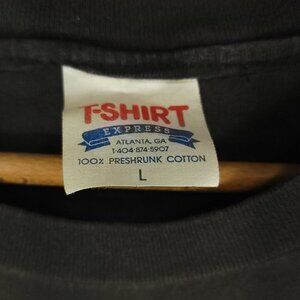 T-SHIRT
EXPRESS
ATLANTA, GA
1-404-874-5907
100% PRESHRUNK COTTON
L